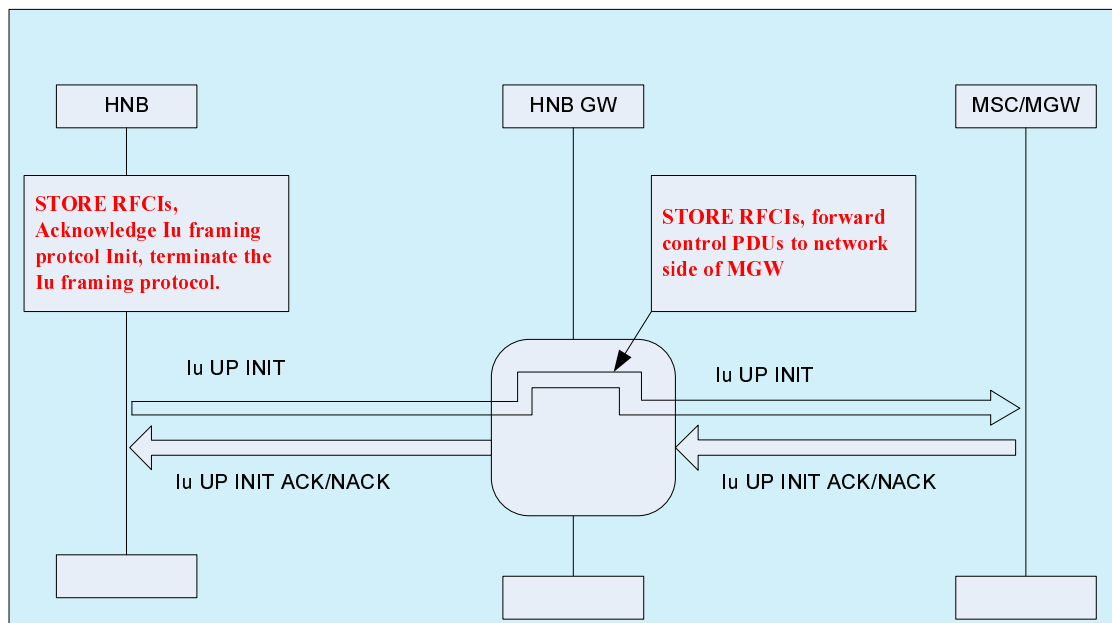 HNB
HNB GW
MSC/MGW
STORE RFCIs,
Acknowledge Iu framing
protcol Init, terminate the
Iu framing protocol.
STORE RFCIs, forward
control PDUs to network
side of MGW
Iu UP INIT
Iu UP INIT
Iu UP INIT ACK/NACK
Iu UP INIT ACK/NACK